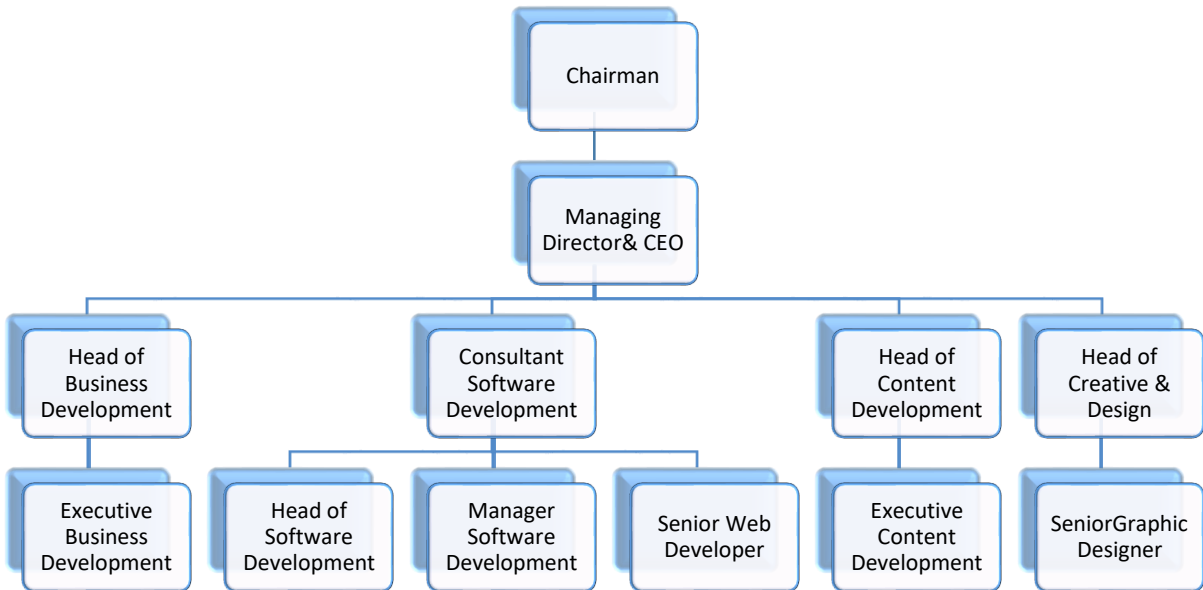 Chairman
Managing
Director& CEO
Head of
Business
Development
Consultant
Software
Development
Head of
Content
Development
Head of
Creative &
Design
Executive
Business
Development
Head of
Software
Development
Manager
Software
Development
Senior Web
Developer
Executive
Content
Development
SeniorGraphic
Designer